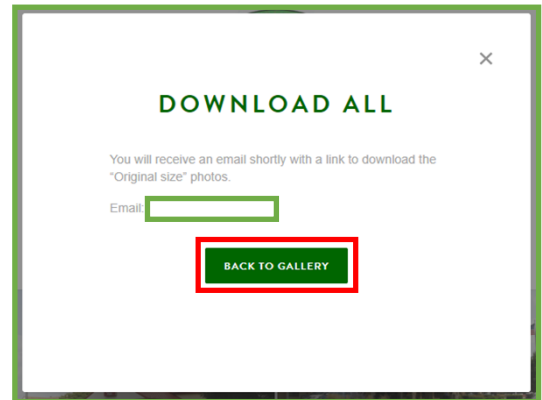 ×
DOWNLOAD ALL
You will receive an email shortly with a link to download the
“Original size” photos.
Email:
BACK TO GALLERY